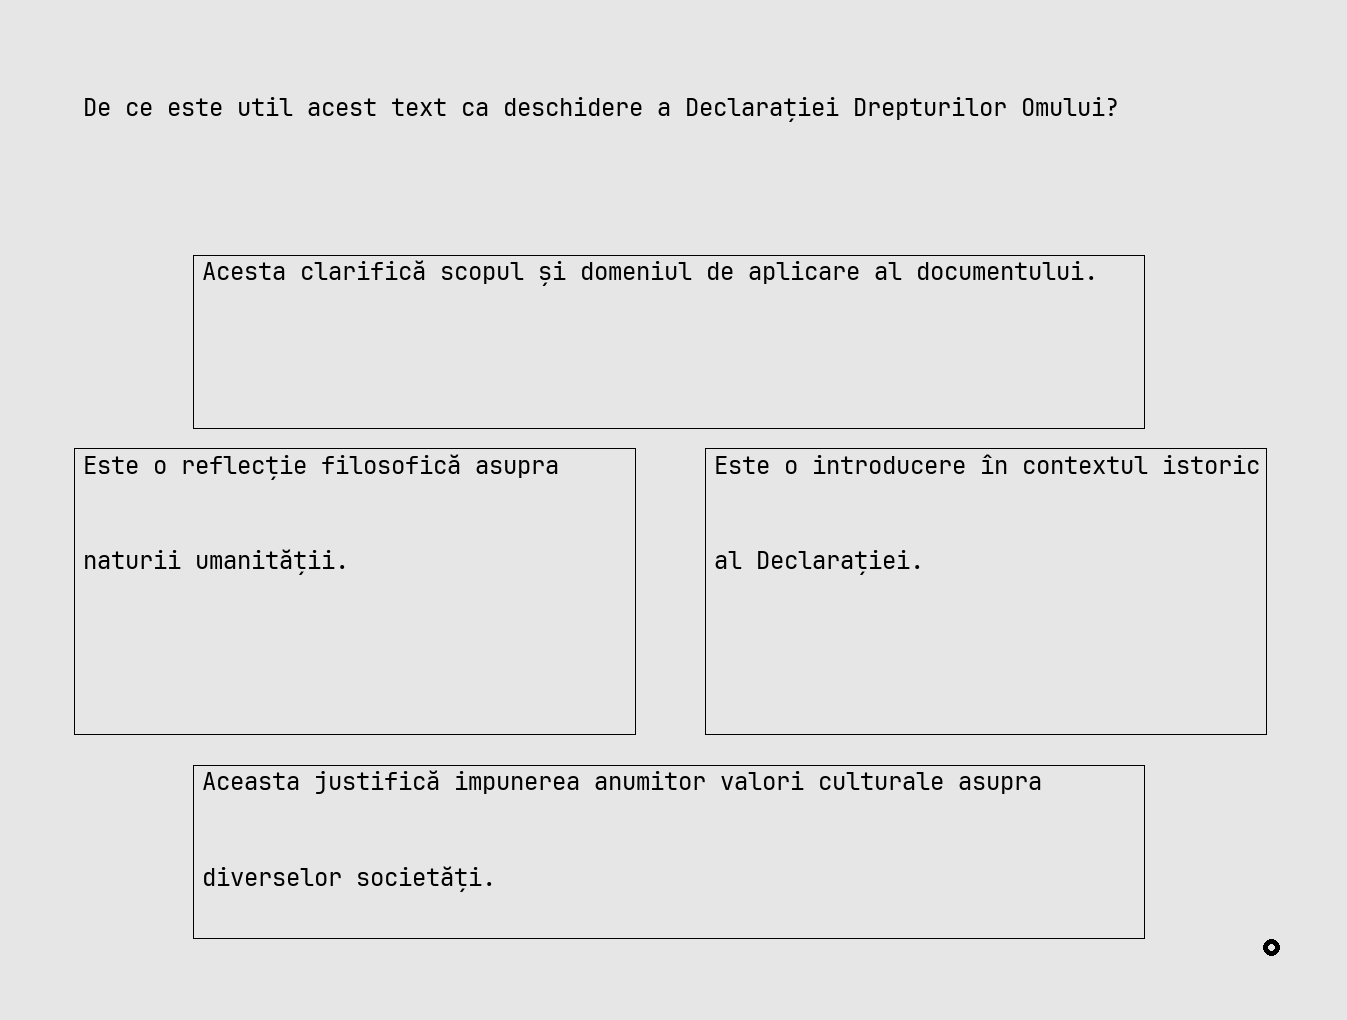 De ce este util acest text ca deschidere a Declarației Drepturilor Omului?
Acesta clarifică scopul și domeniul de aplicare al documentului.
Este o reflecție filosofică asupra
naturii umanității.
Este o introducere în contextul istoric
al Declarației.
Aceasta justifică impunerea anumitor valori culturale asupra
diverselor societăți.